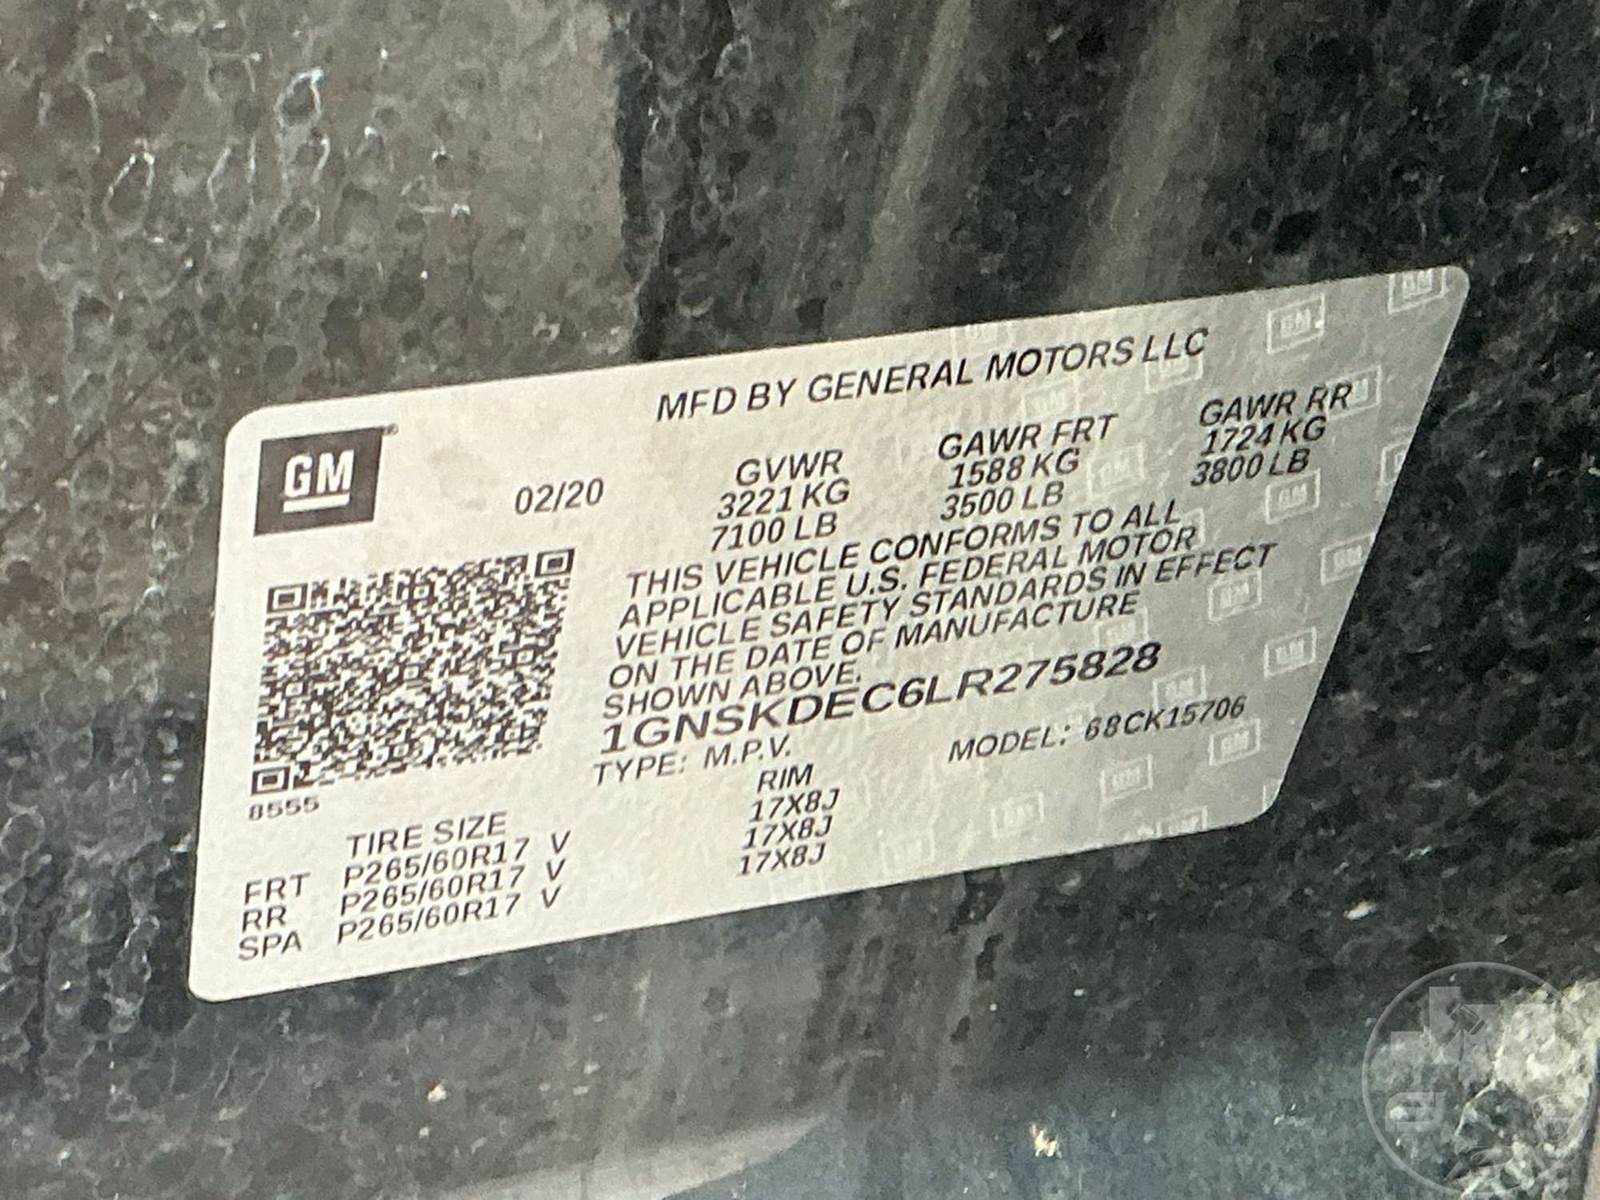 MFD BY GENERAL MOTORS LLC
GM
02/20
GVWR GAWR FRT GAWR RR
3221 KG 1588 KG 1724 KG
7100 LB 3500 LB 3800 LB
THIS VEHICLE CONFORMS TO ALL
APPLICABLE U.S. FEDERAL MOTOR
VEHICLE SAFETY STANDARDS IN EFFECT
ON THE DATE OF MANUFACTURE
SHOWN ABOVE.
1GNSKDEC6LR275828
TYPE: M.P.V. MODEL: 68CK15706
8555
TIRE SIZE RIM
FRT P265/60R17 V 17X8J
RR P265/60R17 V 17X8J
SPA P265/60R17 V 17X8J